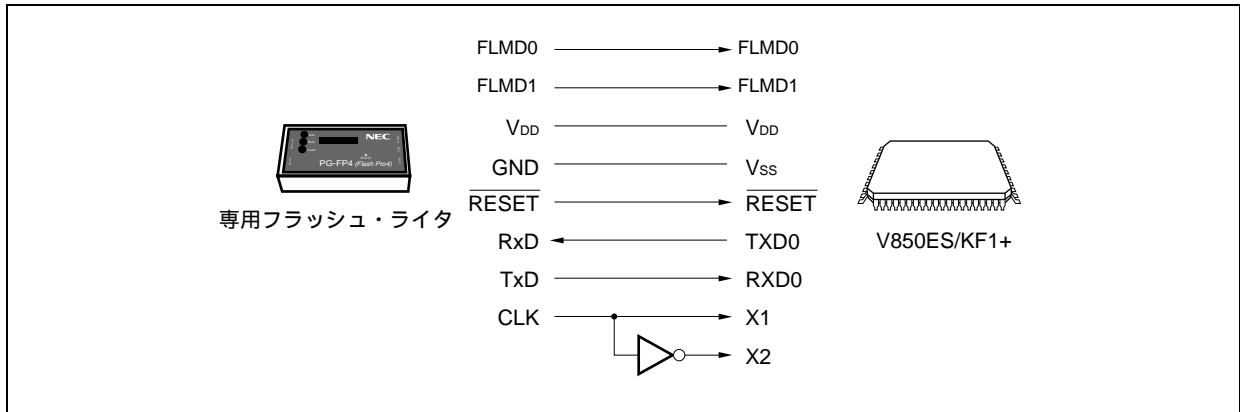 FLMD0 FLMD0
FLMD1 FLMD1
VDD VDD
GND VSS
RESET RESET
RxD TXD0
TxD RXD0
CLK X1
X2
NEC
PG-FP4 (Flash Pro4)
専用フラッシュ・ライタ
V850ES/KF1+